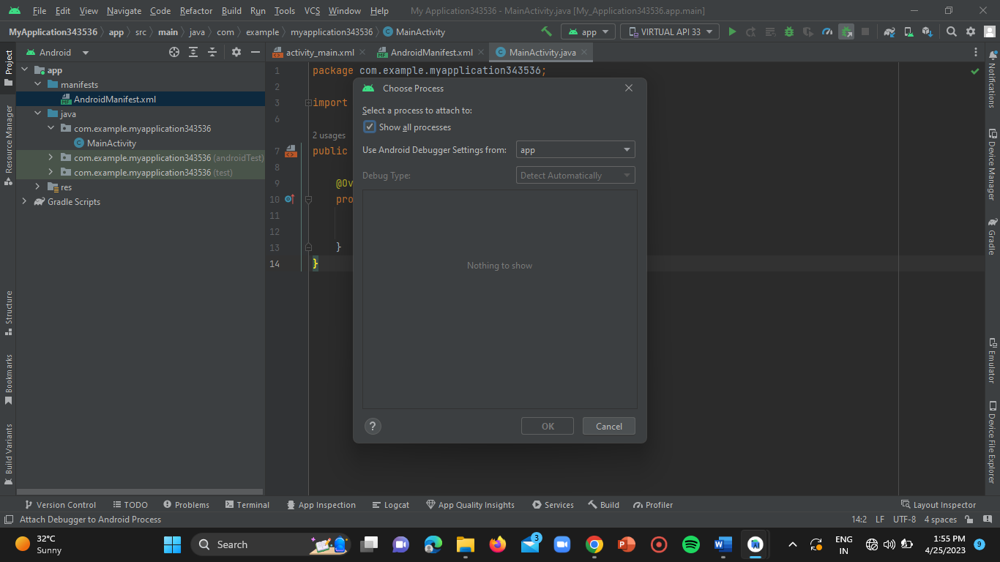 File Edit View Navigate Code Refactor Build Run Tools VCS Window Help My Application343536 - MainActivity.java [My_Application343536.app.main]
MyApplication343536 app src main java com example myapplication343536 MainActivity app VIRTUAL API 33
Project
Resource Manager
Structure
Bookmarks
Build Variants
Android
app
manifests
AndroidManifest.xml
java
com.example.myapplication343536
MainActivity
com.example.myapplication343536 (androidTest)
com.example.myapplication343536 (test)
res
Gradle Scripts
activity_main.xml AndroidManifest.xml MainActivity.java
1 package com.example.myapplication343536;
2
3 import
6
2 usages
7 public
8
9 @Ov
10 pro
11
12
13 }
14 }
Choose Process
Select a process to attach to:
Show all processes
Use Android Debugger Settings from: app
Debug Type: Detect Automatically
Nothing to show
? OK Cancel
Notifications
Device Manager
Gradle
Emulator
Device File Explorer
Version Control TODO Problems Terminal App Inspection Logcat App Quality Insights Services Build Profiler Layout Inspector
Attach Debugger to Android Process 14:2 LF UTF-8 4 spaces
32°C
Sunny
Search
3
ENG
IN
1:55 PM
4/25/2023
9